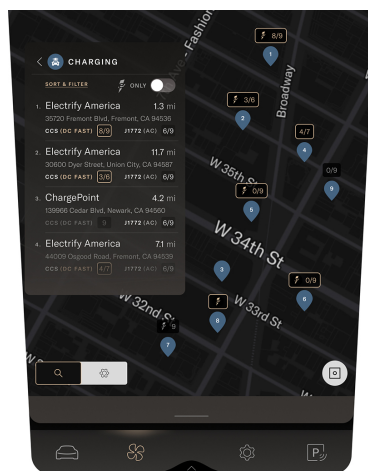 CHARGING
SORT & FILTER ONLY
1. Electrify America 1.3 mi
35720 Fremont Blvd, Fremont, CA 94536
CCS (DC FAST) 8/9 J1772 (AC) 6/9
2. Electrify America 11.7 mi
30600 Dyer Street, Union City, CA 94587
CCS (DC FAST) 3/6 J1772 (AC) 6/9
3. ChargePoint 4.2 mi
139966 Cedar Blvd, Newark, CA 94560
CCS (DC FAST) 9 J1772 (AC) 6/9
4. Electrify America 7.1 mi
44009 Osgood Road, Fremont, CA 94539
CCS (DC FAST) 4/7 J1772 (AC) 6/9
Ave - Fashion
Broadway
W 35th St
W 34th St
W 33rd St
W 32nd St
8/9
1
3/6
2
4/7
4
0/9
9
0/9
5
3
0/9
6
8
9
7
P